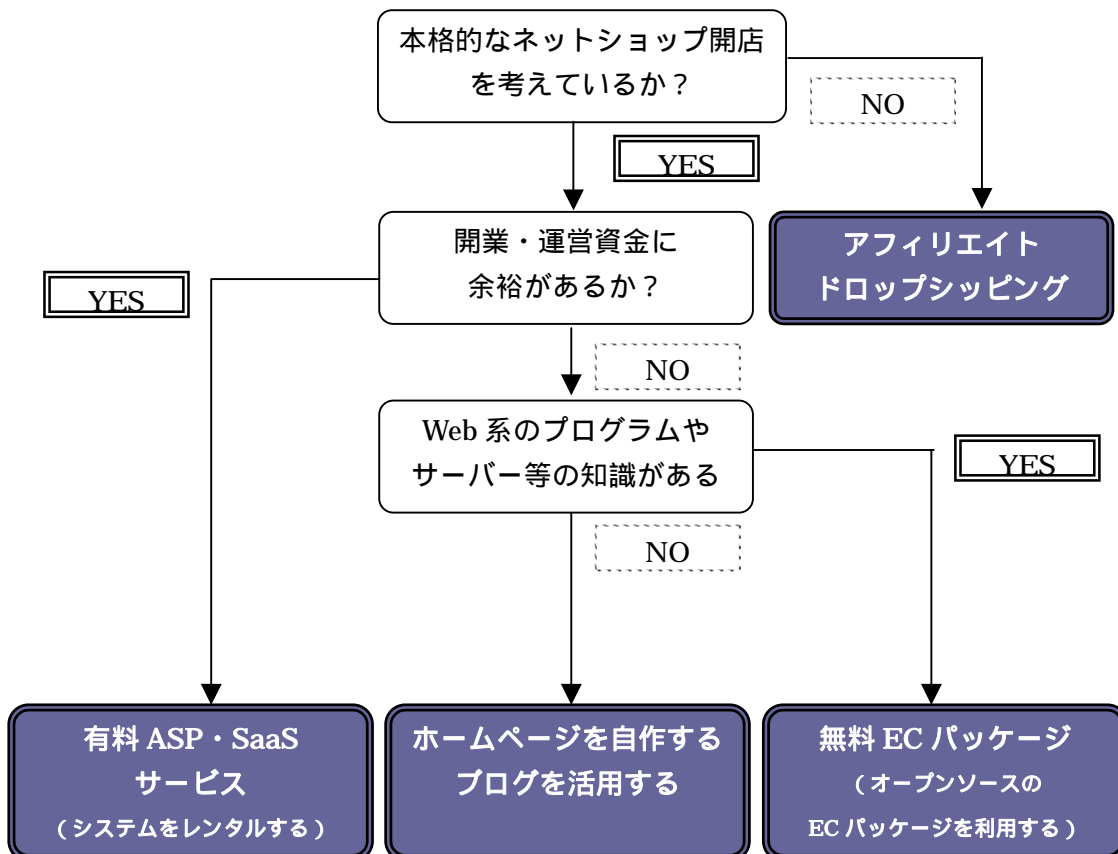 本格的なネットショップ開店
を考えているか？
NO
YES
開業・運営資金に
余裕があるか？
アフィリエイト
ドロップシッピング
YES
NO
Web 系のプログラムや
サーバー等の知識がある
YES
NO
有料 ASP・SaaS
サービス
（システムをレンタルする）
ホームページを自作する
ブログを活用する
無料 EC パッケージ
（オープンソースの
EC パッケージを利用する）